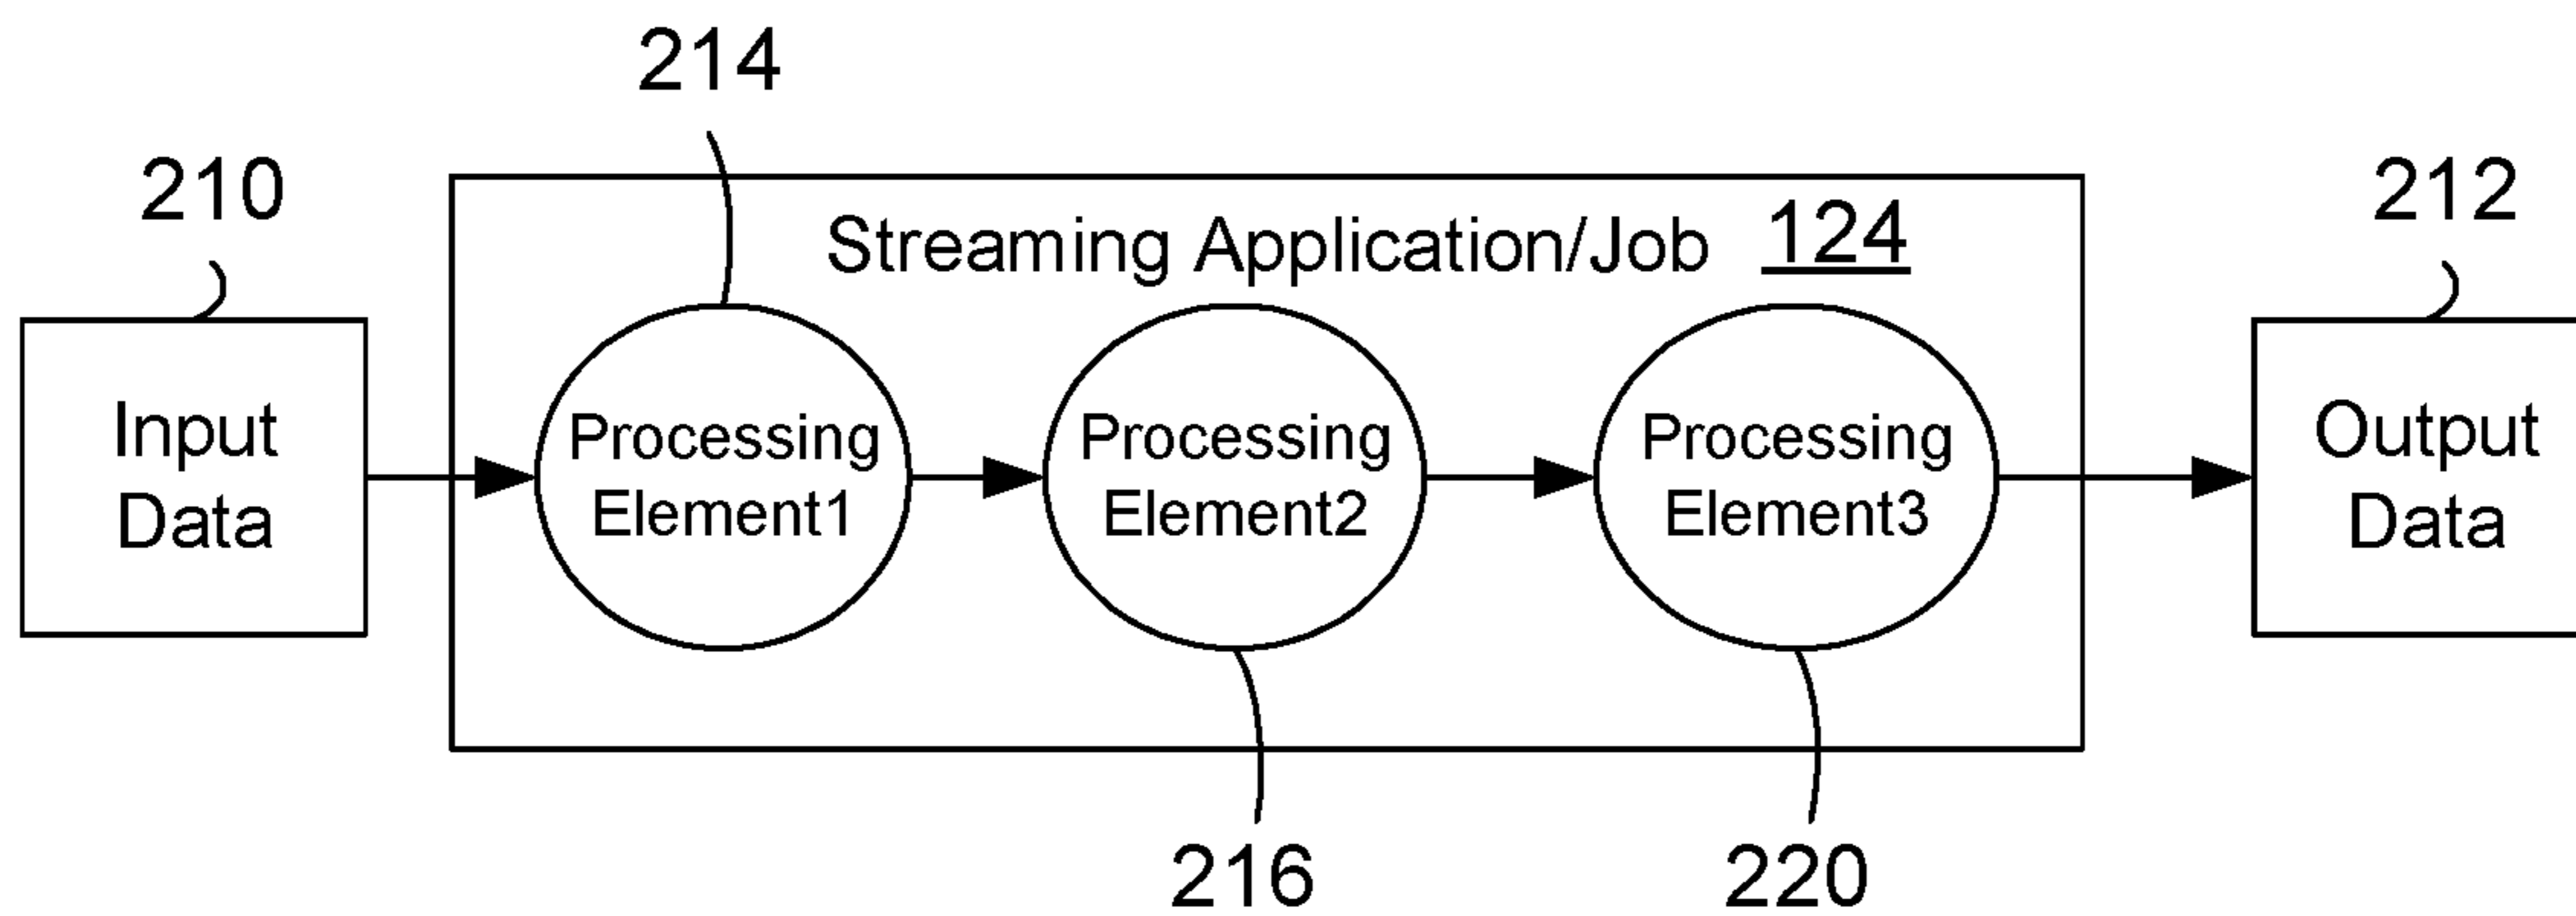 214
210
212
Streaming Application/Job 124
Input
Data
Processing
Element1
Processing
Element2
Processing
Element3
Output
Data
216
220